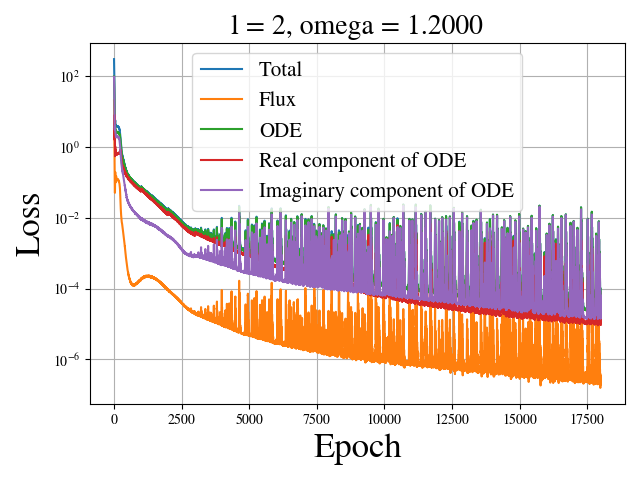 l = 2, omega = 1.2000
Total
Flux
ODE
Real component of ODE
Imaginary component of ODE
Loss
10^2
10^0
10^-2
10^-4
10^-6
0 2500 5000 7500 10000 12500 15000 17500
Epoch